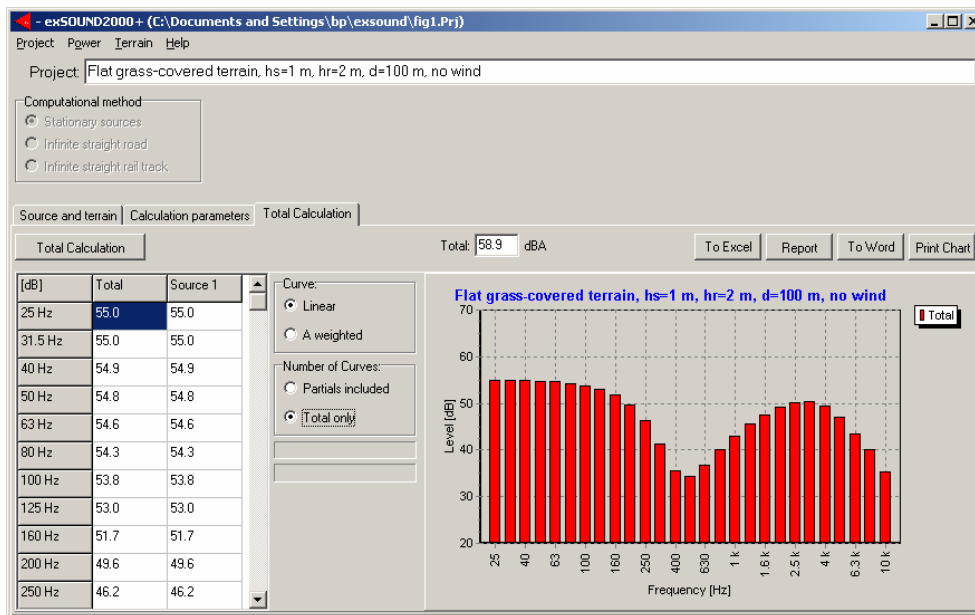 - exSOUND2000+ (C:\Documents and Settings\bp\exsound\fig1.Prj)
Project Power Terrain Help
Project: Flat grass-covered terrain, hs=1 m, hr=2 m, d=100 m, no wind
Computational method
Stationary sources
Infinite straight road
Infinite straight rail track
Source and terrain Calculation parameters Total Calculation
Total Calculation Total: 58.9 dBA To Excel Report To Word Print Chart
[dB] Total Source 1
25 Hz 55.0 55.0
31.5 Hz 55.0 55.0
40 Hz 54.9 54.9
50 Hz 54.8 54.8
63 Hz 54.6 54.6
80 Hz 54.3 54.3
100 Hz 53.8 53.8
125 Hz 53.0 53.0
160 Hz 51.7 51.7
200 Hz 49.6 49.6
250 Hz 46.2 46.2
Curve:
Linear
A weighted
Number of Curves:
Partials included
Total only
Flat grass-covered terrain, hs=1 m, hr=2 m, d=100 m, no wind
Total
Level [dB]
70
60
50
40
30
20
25 40 63 100 160 250 400 630 1 k 1.6 k 2.5 k 4 k 6.3 k 10 k
Frequency [Hz]